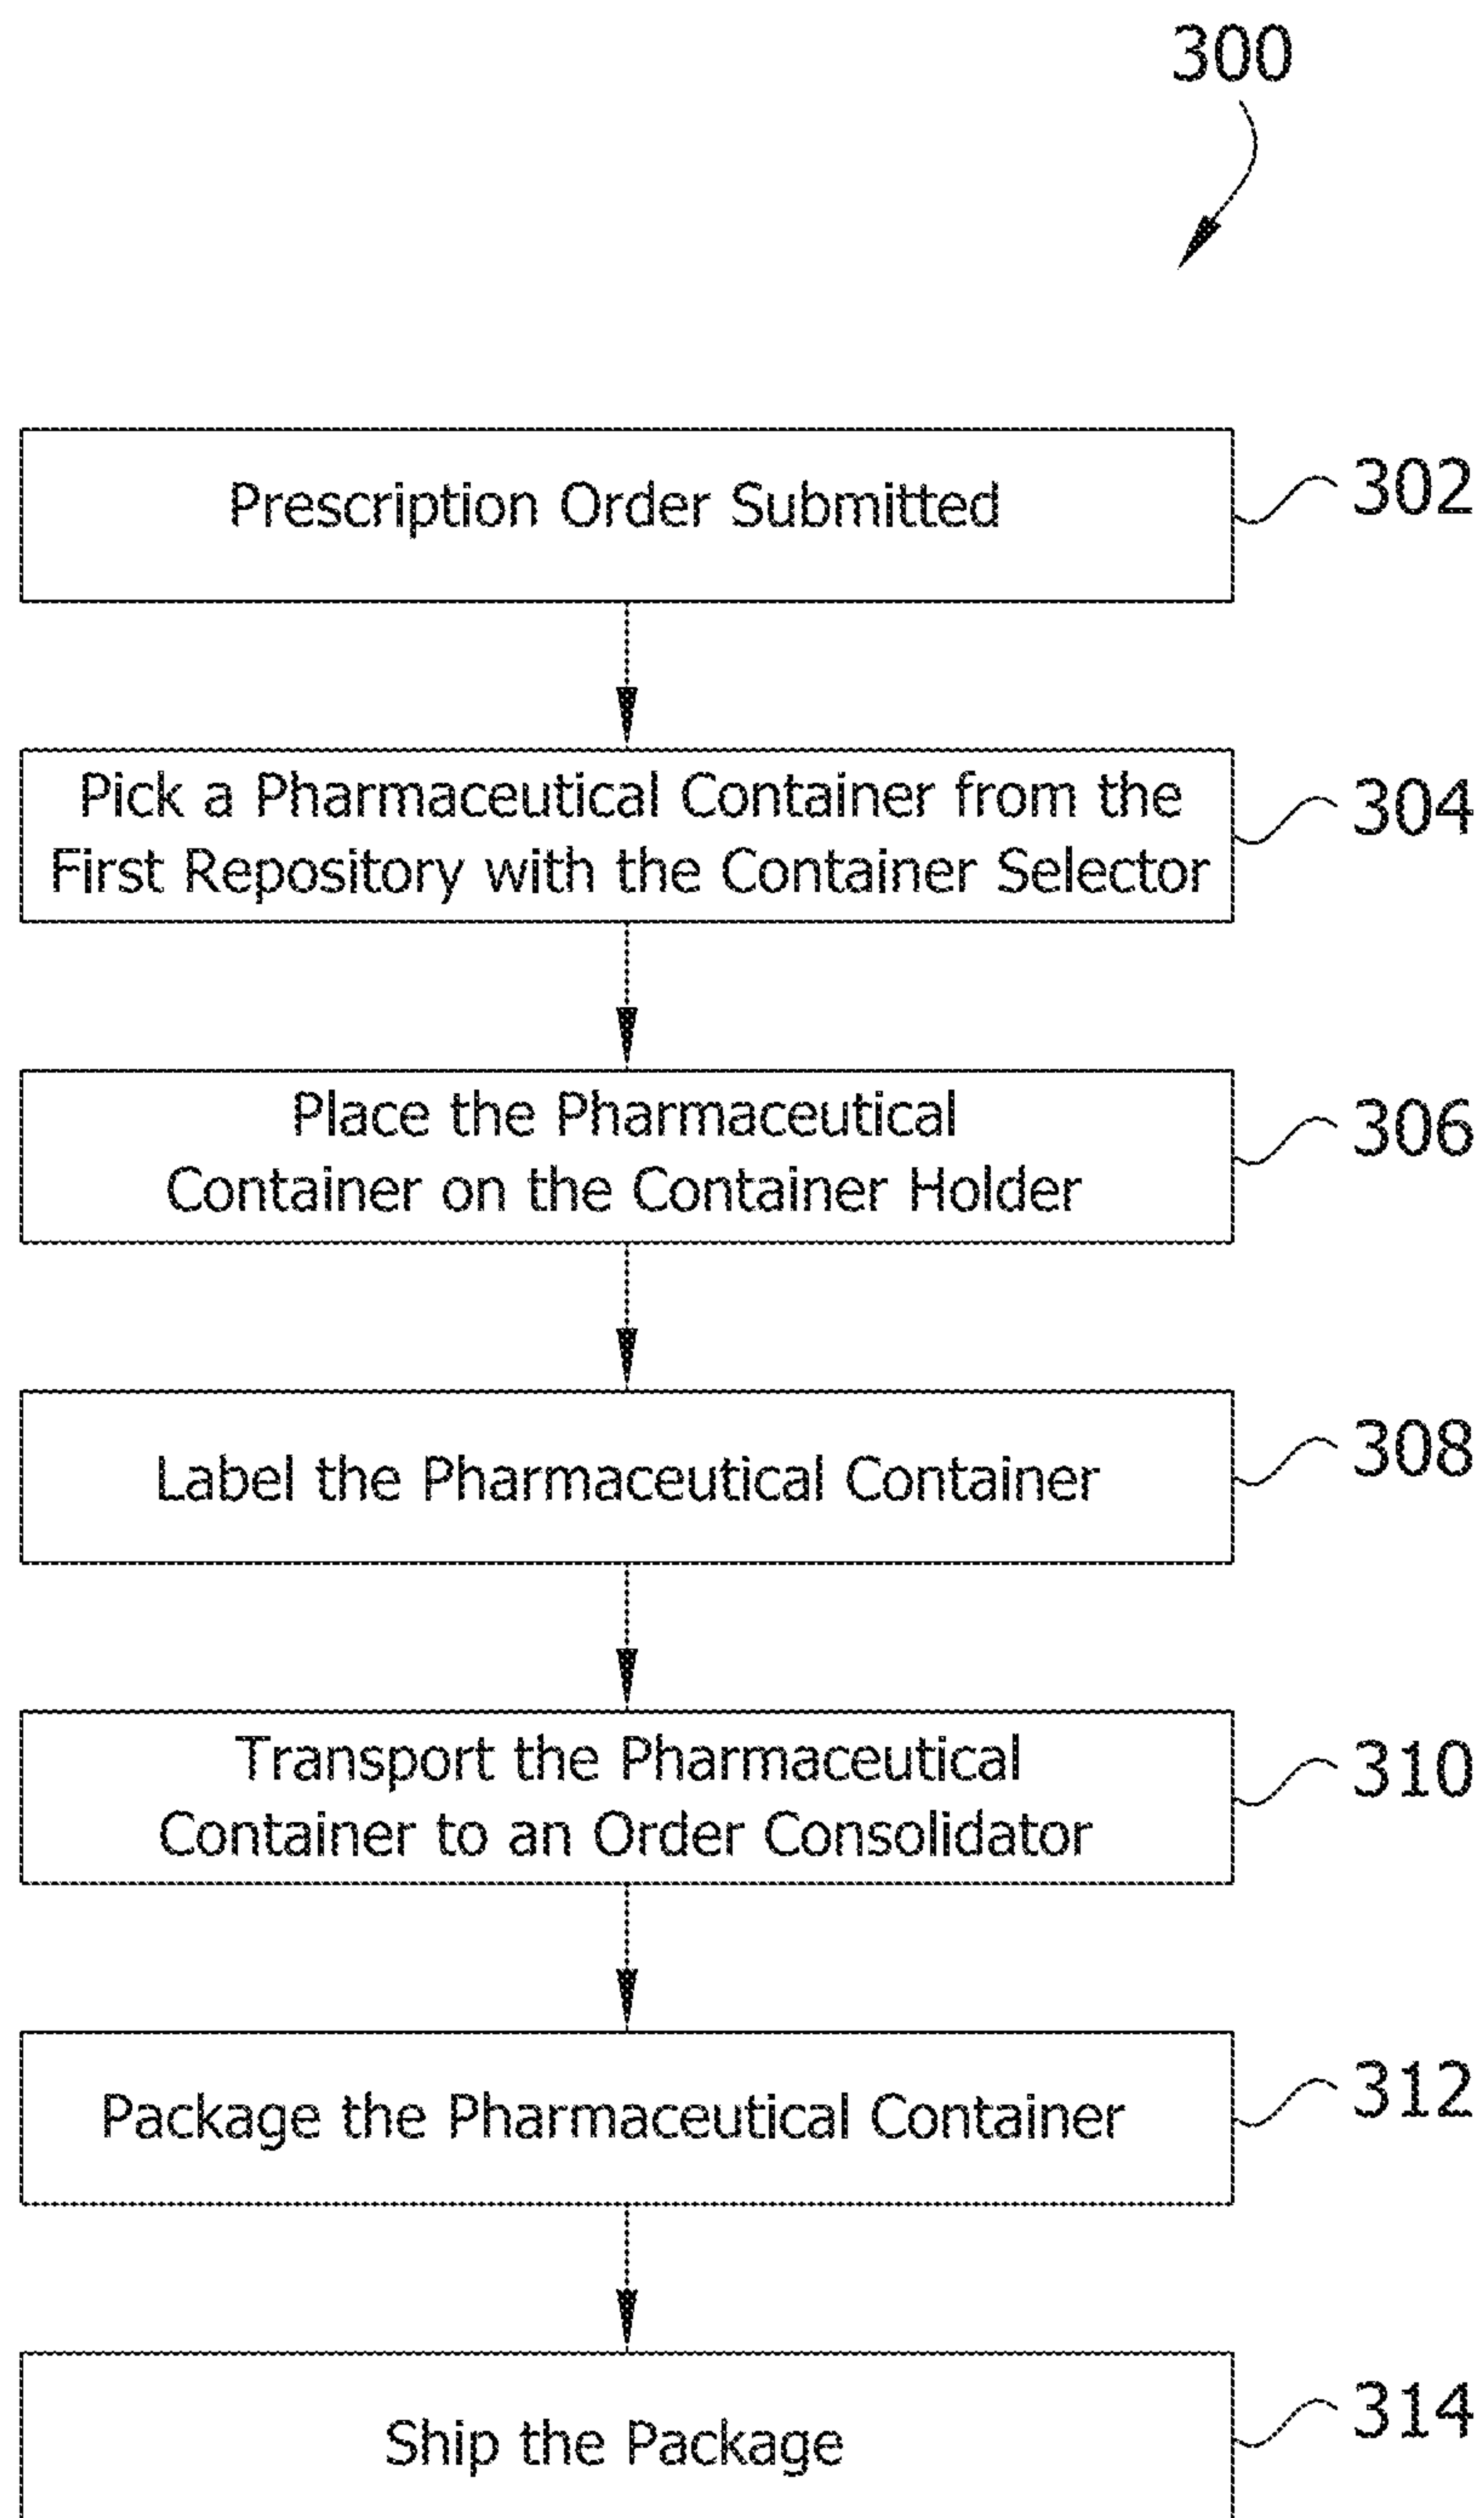 300
Prescription Order Submitted
302
Pick a Pharmaceutical Container from the
First Repository with the Container Selector
304
Place the Pharmaceutical
Container on the Container Holder
306
Label the Pharmaceutical Container
308
Transport the Pharmaceutical
Container to an Order Consolidator
310
Package the Pharmaceutical Container
312
Ship the Package
314